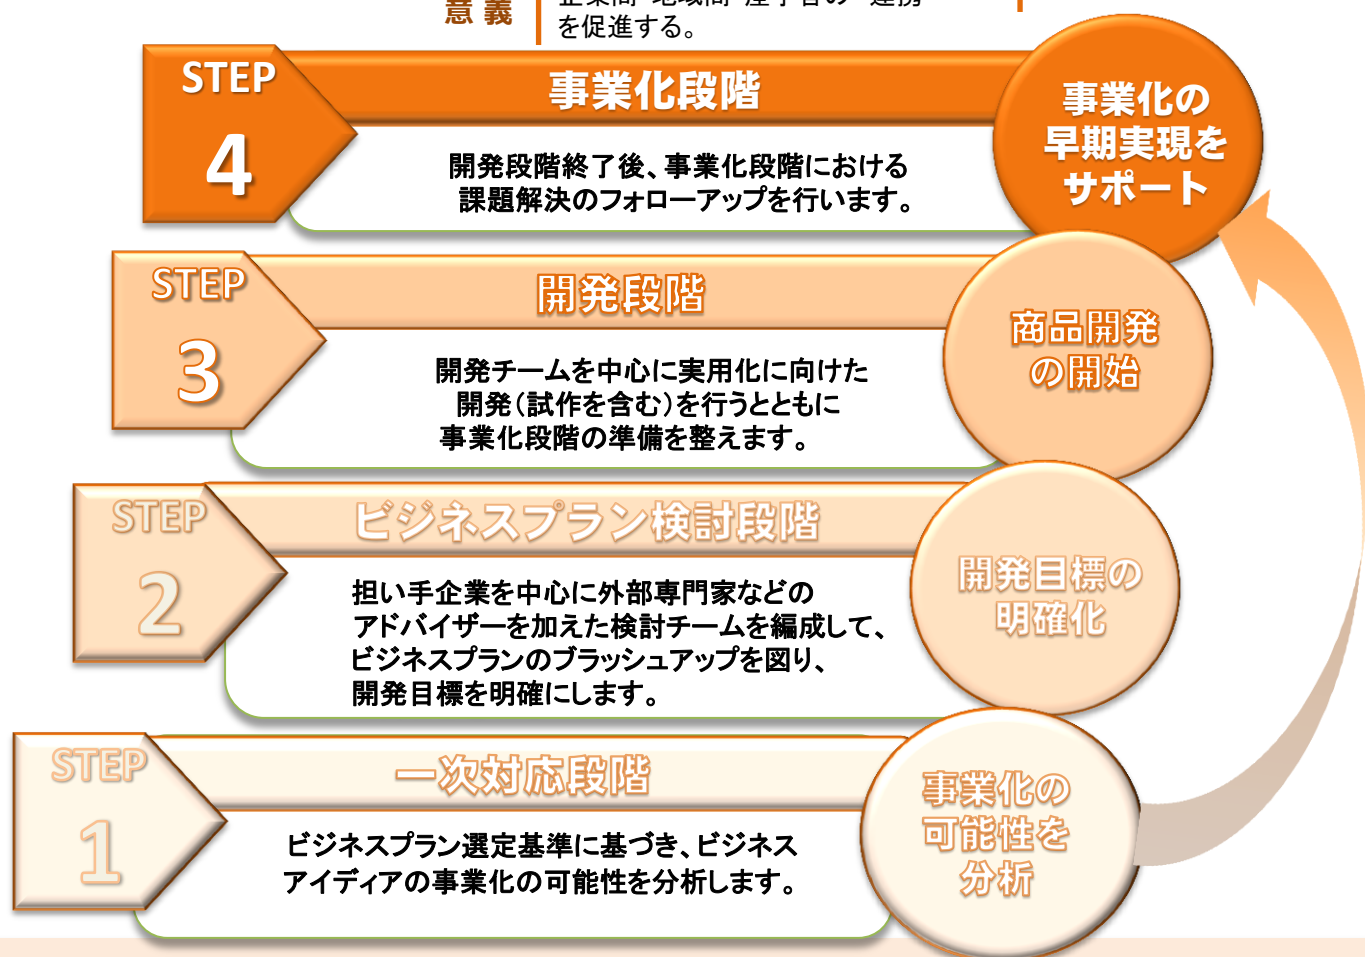 意義
企業間・地域間・産学官の 連携
を促進する。
STEP
4
事業化段階
開発段階終了後、事業化段階における
課題解決のフォローアップを行います。
事業化の
早期実現を
サポート
STEP
3
開発段階
開発チームを中心に実用化に向けた
開発（試作を含む）を行うとともに
事業化段階の準備を整えます。
商品開発
の開始
STEP
2
ビジネスプラン検討段階
担い手企業を中心に外部専門家などの
アドバイザーを加えた検討チームを編成して、
ビジネスプランのブラッシュアップを図り、
開発目標を明確にします。
開発目標の
明確化
STEP
1
一次対応段階
ビジネスプラン選定基準に基づき、ビジネス
アイディアの事業化の可能性を分析します。
事業化の
可能性を
分析